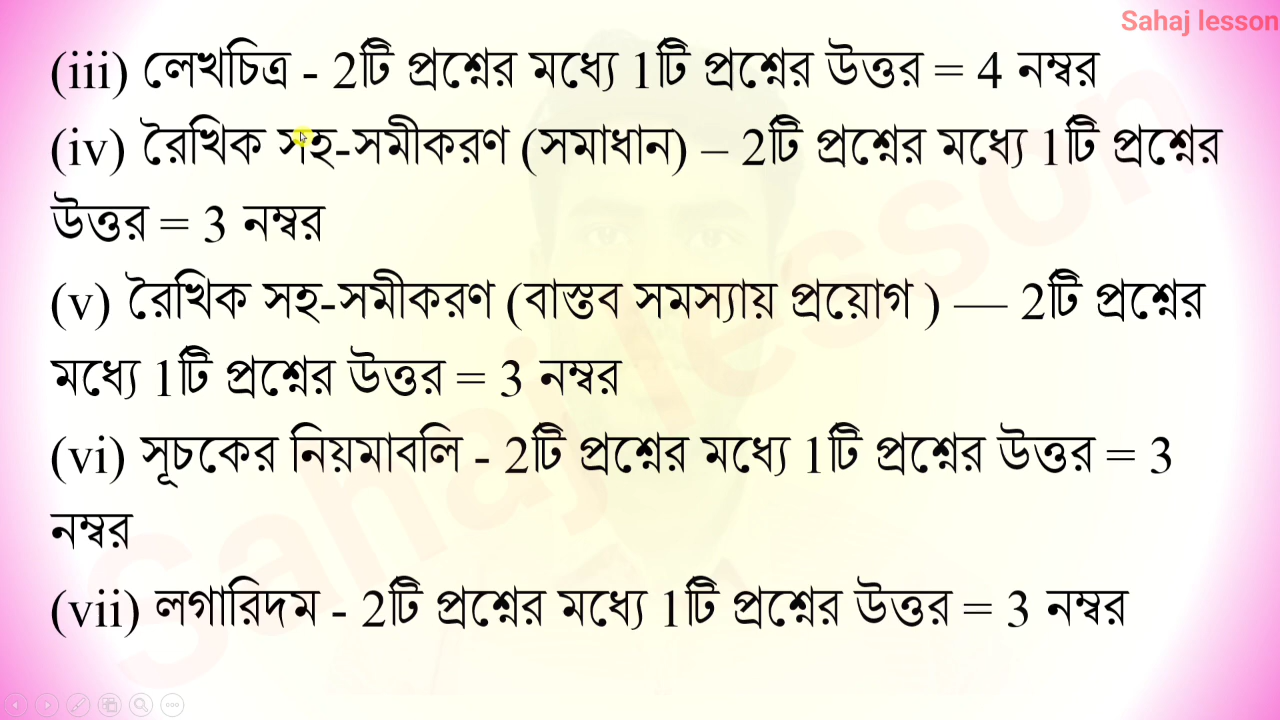 Sahaj lesson
(iii) লেখচিত্র - 2টি প্রশ্নের মধ্যে 1টি প্রশ্নের উত্তর = 4 নম্বর
(iv) রৈখিক সহ-সমীকরণ (সমাধান) – 2টি প্রশ্নের মধ্যে 1টি প্রশ্নের
উত্তর = 3 নম্বর
(v) রৈখিক সহ-সমীকরণ (বাস্তব সমস্যায় প্রয়োগ ) — 2টি প্রশ্নের
মধ্যে 1টি প্রশ্নের উত্তর = 3 নম্বর
(vi) সূচকের নিয়মাবলি - 2টি প্রশ্নের মধ্যে 1টি প্রশ্নের উত্তর = 3
নম্বর
(vii) লগারিদম - 2টি প্রশ্নের মধ্যে 1টি প্রশ্নের উত্তর = 3 নম্বর
Sahaj lesson